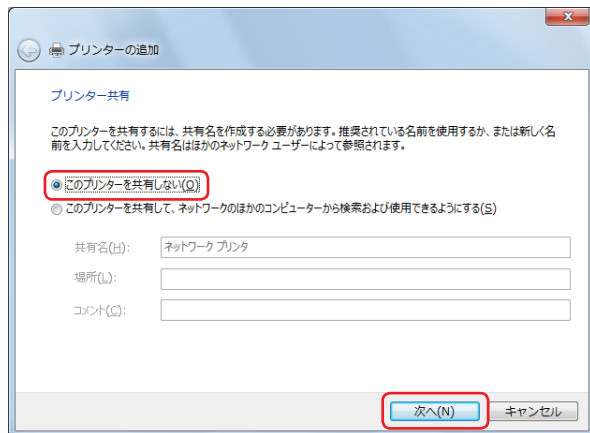 プリンターの追加
プリンター共有
このプリンターを共有するには、共有名を作成する必要があります。推奨されている名前を使用するか、または新しく名
前を入力してください。共有名はほかのネットワーク ユーザーによって参照されます。
このプリンターを共有しない(O)
このプリンターを共有して、ネットワークのほかのコンピューターから検索および使用できるようにする(S)
共有名(H): ネットワーク プリンタ
場所(L):
コメント(C):
次へ(N) キャンセル